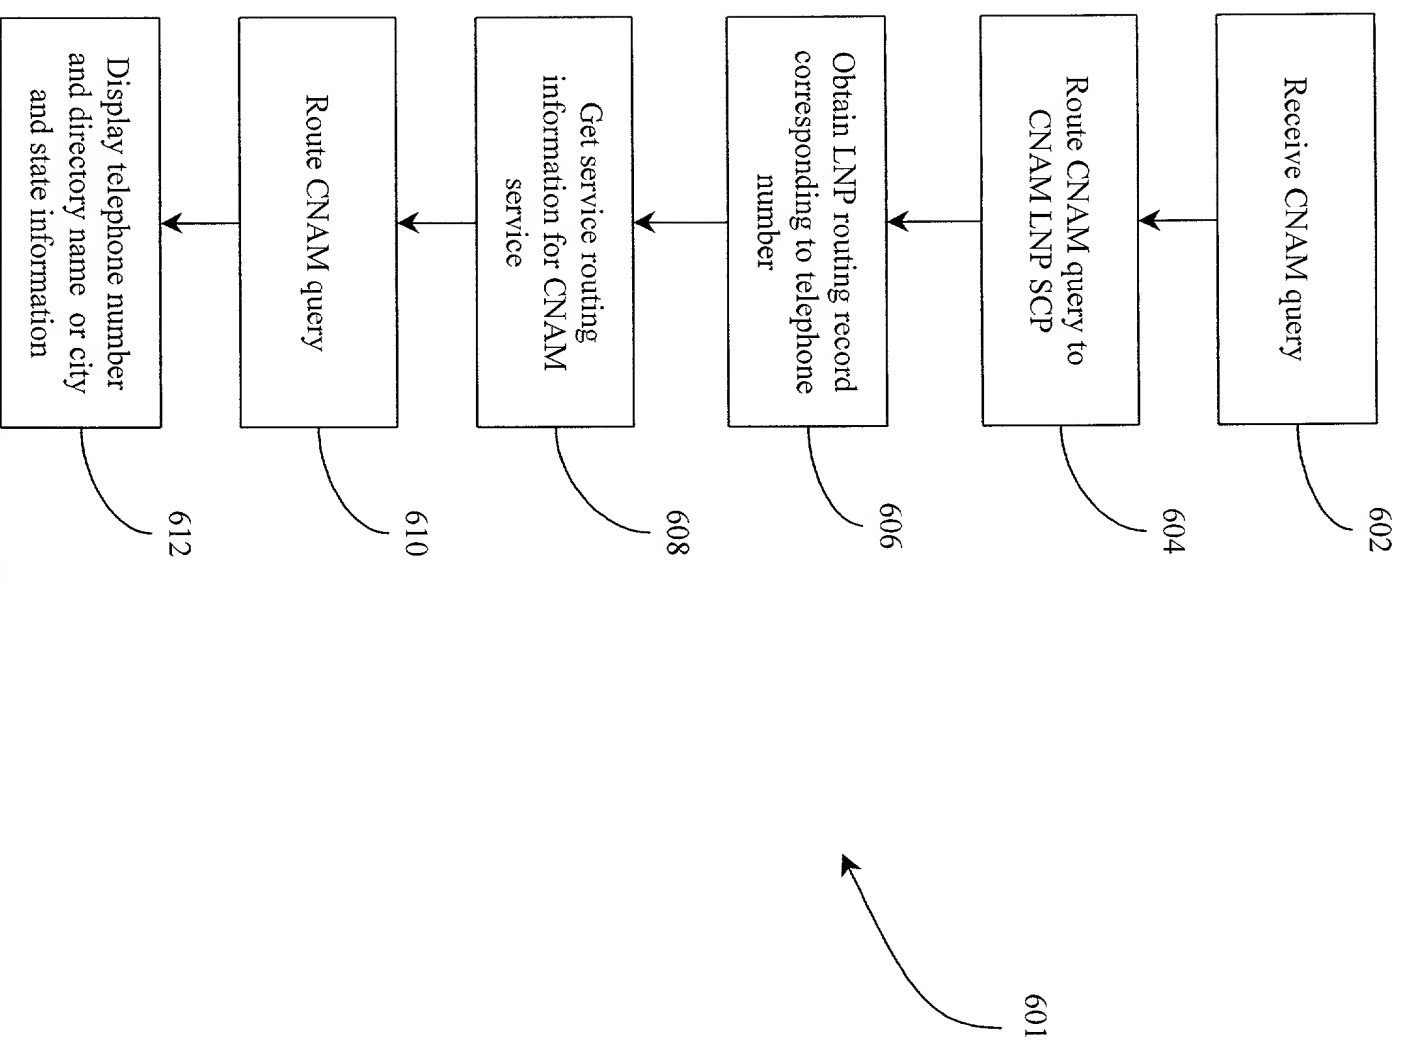 Receive CNAM query
602
Route CNAM query to
CNAM LNP SCP
604
Obtain LNP routing record
corresponding to telephone
number
606
Get service routing
information for CNAM
service
608
Route CNAM query
610
Display telephone number
and directory name or city
and state information
612
601